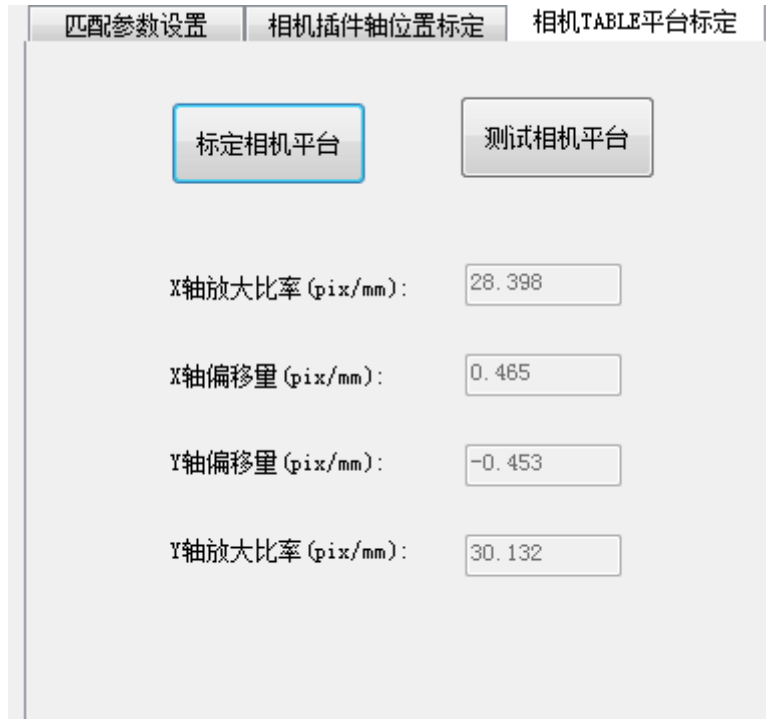 匹配参数设置 相机插件轴位置标定 相机TABLE平台标定
标定相机平台 测试相机平台
X轴放大比率(pix/mm): 28.398
X轴偏移量(pix/mm): 0.465
Y轴偏移量(pix/mm): -0.453
Y轴放大比率(pix/mm): 30.132